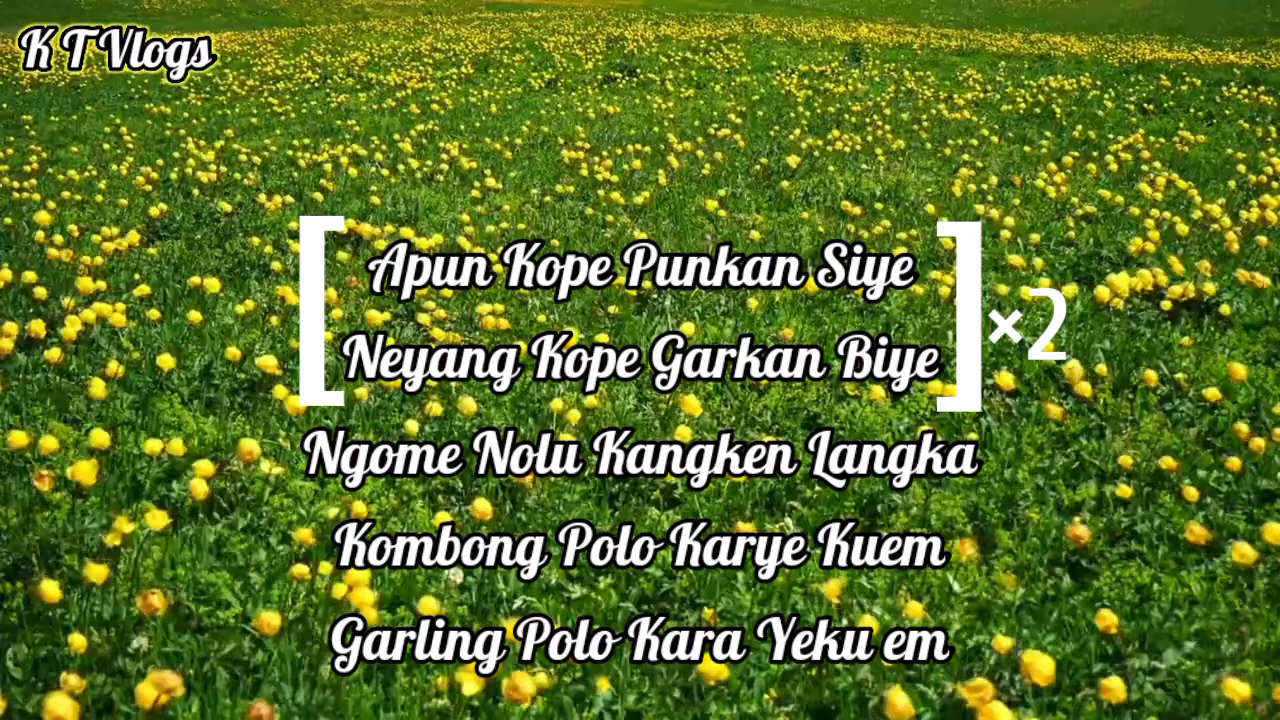 K T Vlogs
[Apun Kope Punkan Siye
Neyang Kope Garkan Biye]×2
Ngome Nolu Kangken Langka
Kombong Polo Karye Kuem
Garling Polo Kara Yeku em